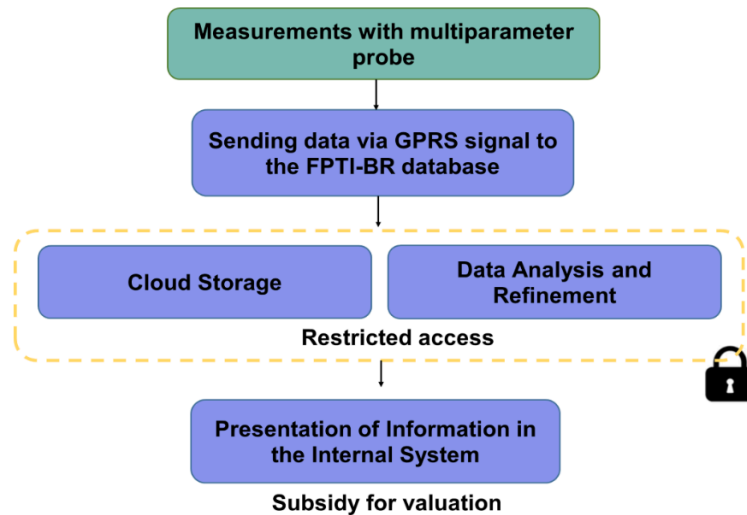 Measurements with multiparameter
probe
Sending data via GPRS signal to
the FPTI-BR database
Cloud Storage
Data Analysis and
Refinement
Restricted access
Presentation of Information in
the Internal System
Subsidy for valuation